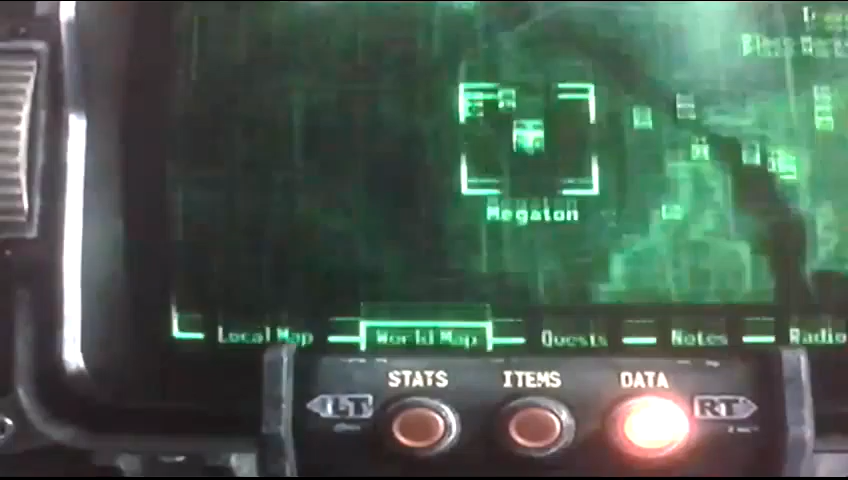 Megaton
Local Map World Map Quests Notes Radio
STATS ITEMS DATA
LT RT